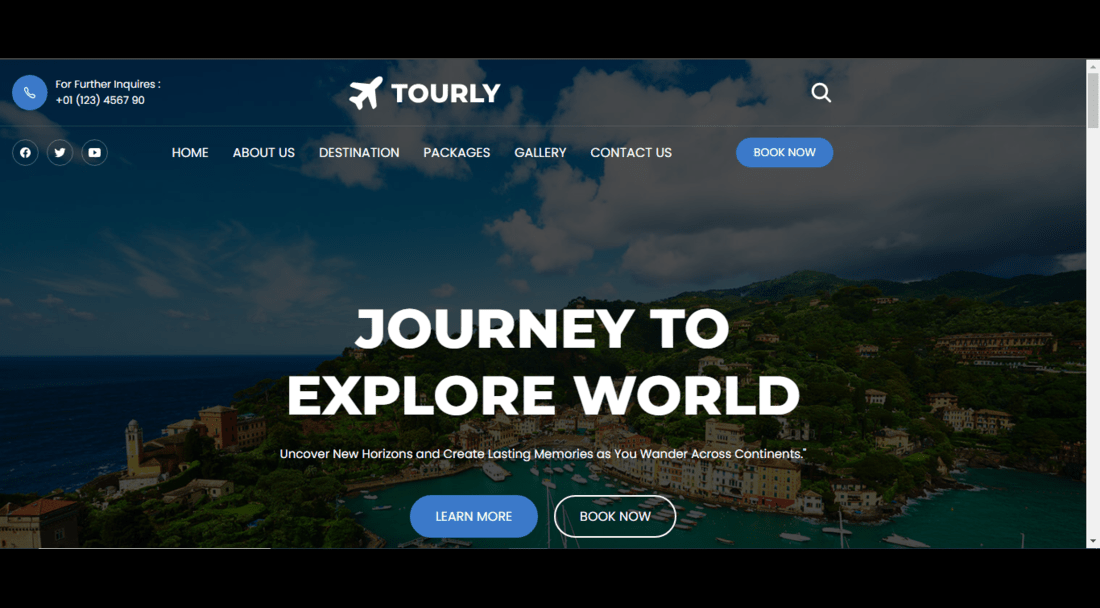 For Further Inquires :
+01 (123) 4567 90
TOURLY
HOME ABOUT US DESTINATION PACKAGES GALLERY CONTACT US BOOK NOW
JOURNEY TO
EXPLORE WORLD
Uncover New Horizons and Create Lasting Memories as You Wander Across Continents."
LEARN MORE BOOK NOW